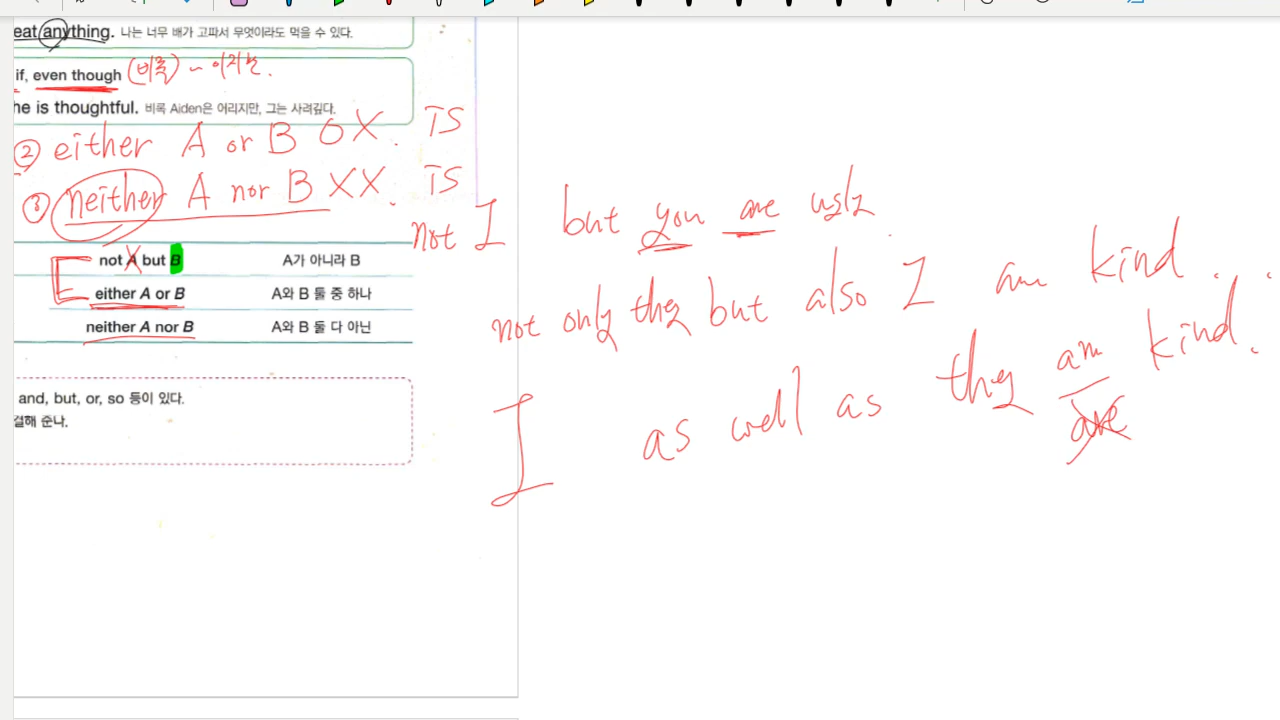 eat anything. 나는 너무 배가 고파서 무엇이라도 먹을 수 있다.
if, even though (비록) ~ 이지만.
he is thoughtful. 비록 Aiden은 어리지만, 그는 사려깊다.
② either A or B O X. is
③ neither A nor B XX. is
not I but you are ugly
not A but B A가 아니라 B
either A or B A와 B 둘 중 하나
not only they but also I am kind.
neither A nor B A와 B 둘 다 아닌
I as well as they am kind.
are
and, but, or, so 등이 있다.
결해 준나.